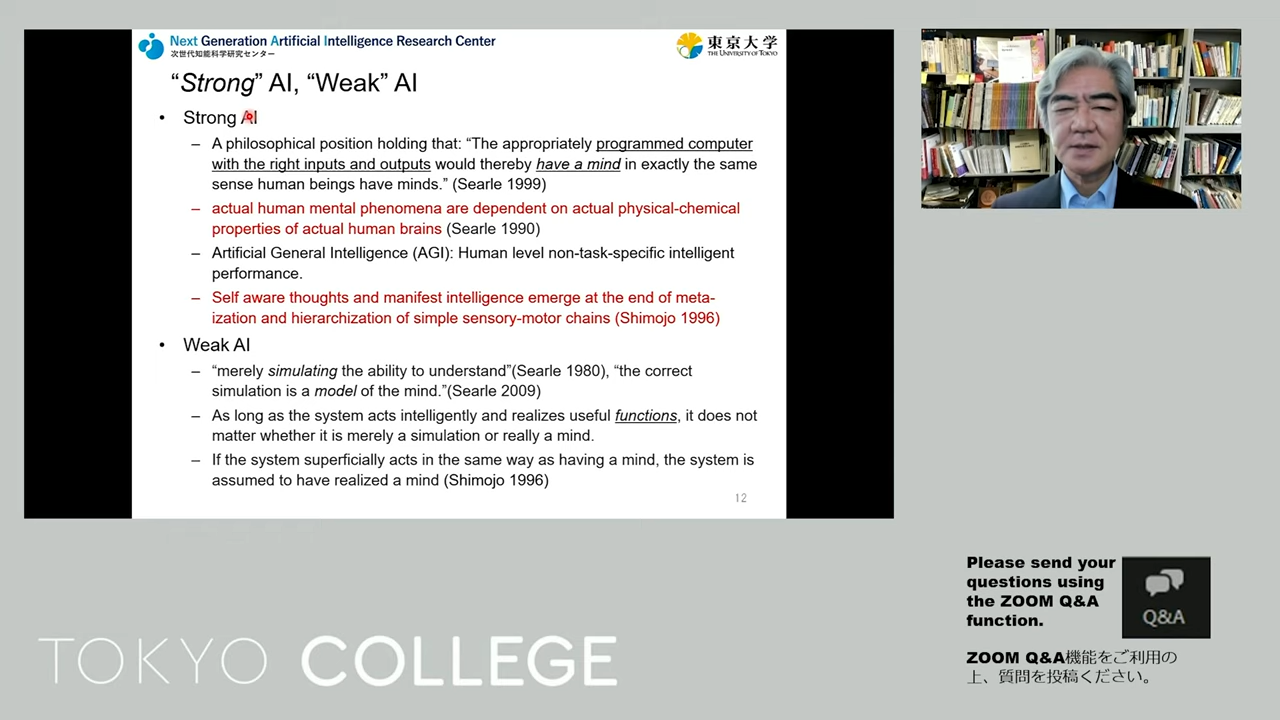 Next Generation Artificial Intelligence Research Center
次世代知能科学研究センター
東京大学
THE UNIVERSITY OF TOKYO
“Strong” AI, “Weak” AI
• Strong AI
– A philosophical position holding that: “The appropriately programmed computer
with the right inputs and outputs would thereby have a mind in exactly the same
sense human beings have minds.” (Searle 1999)
– actual human mental phenomena are dependent on actual physical-chemical
properties of actual human brains (Searle 1990)
– Artificial General Intelligence (AGI): Human level non-task-specific intelligent
performance.
– Self aware thoughts and manifest intelligence emerge at the end of meta-
ization and hierarchization of simple sensory-motor chains (Shimojo 1996)
• Weak AI
– “merely simulating the ability to understand”(Searle 1980), “the correct
simulation is a model of the mind.”(Searle 2009)
– As long as the system acts intelligently and realizes useful functions, it does not
matter whether it is merely a simulation or really a mind.
– If the system superficially acts in the same way as having a mind, the system is
assumed to have realized a mind (Shimojo 1996)
12
Please send your
questions using
the ZOOM Q&A
function.
Q&A
ZOOM Q&A機能をご利用の
上、質問を投稿ください。
TOKYO COLLEGE